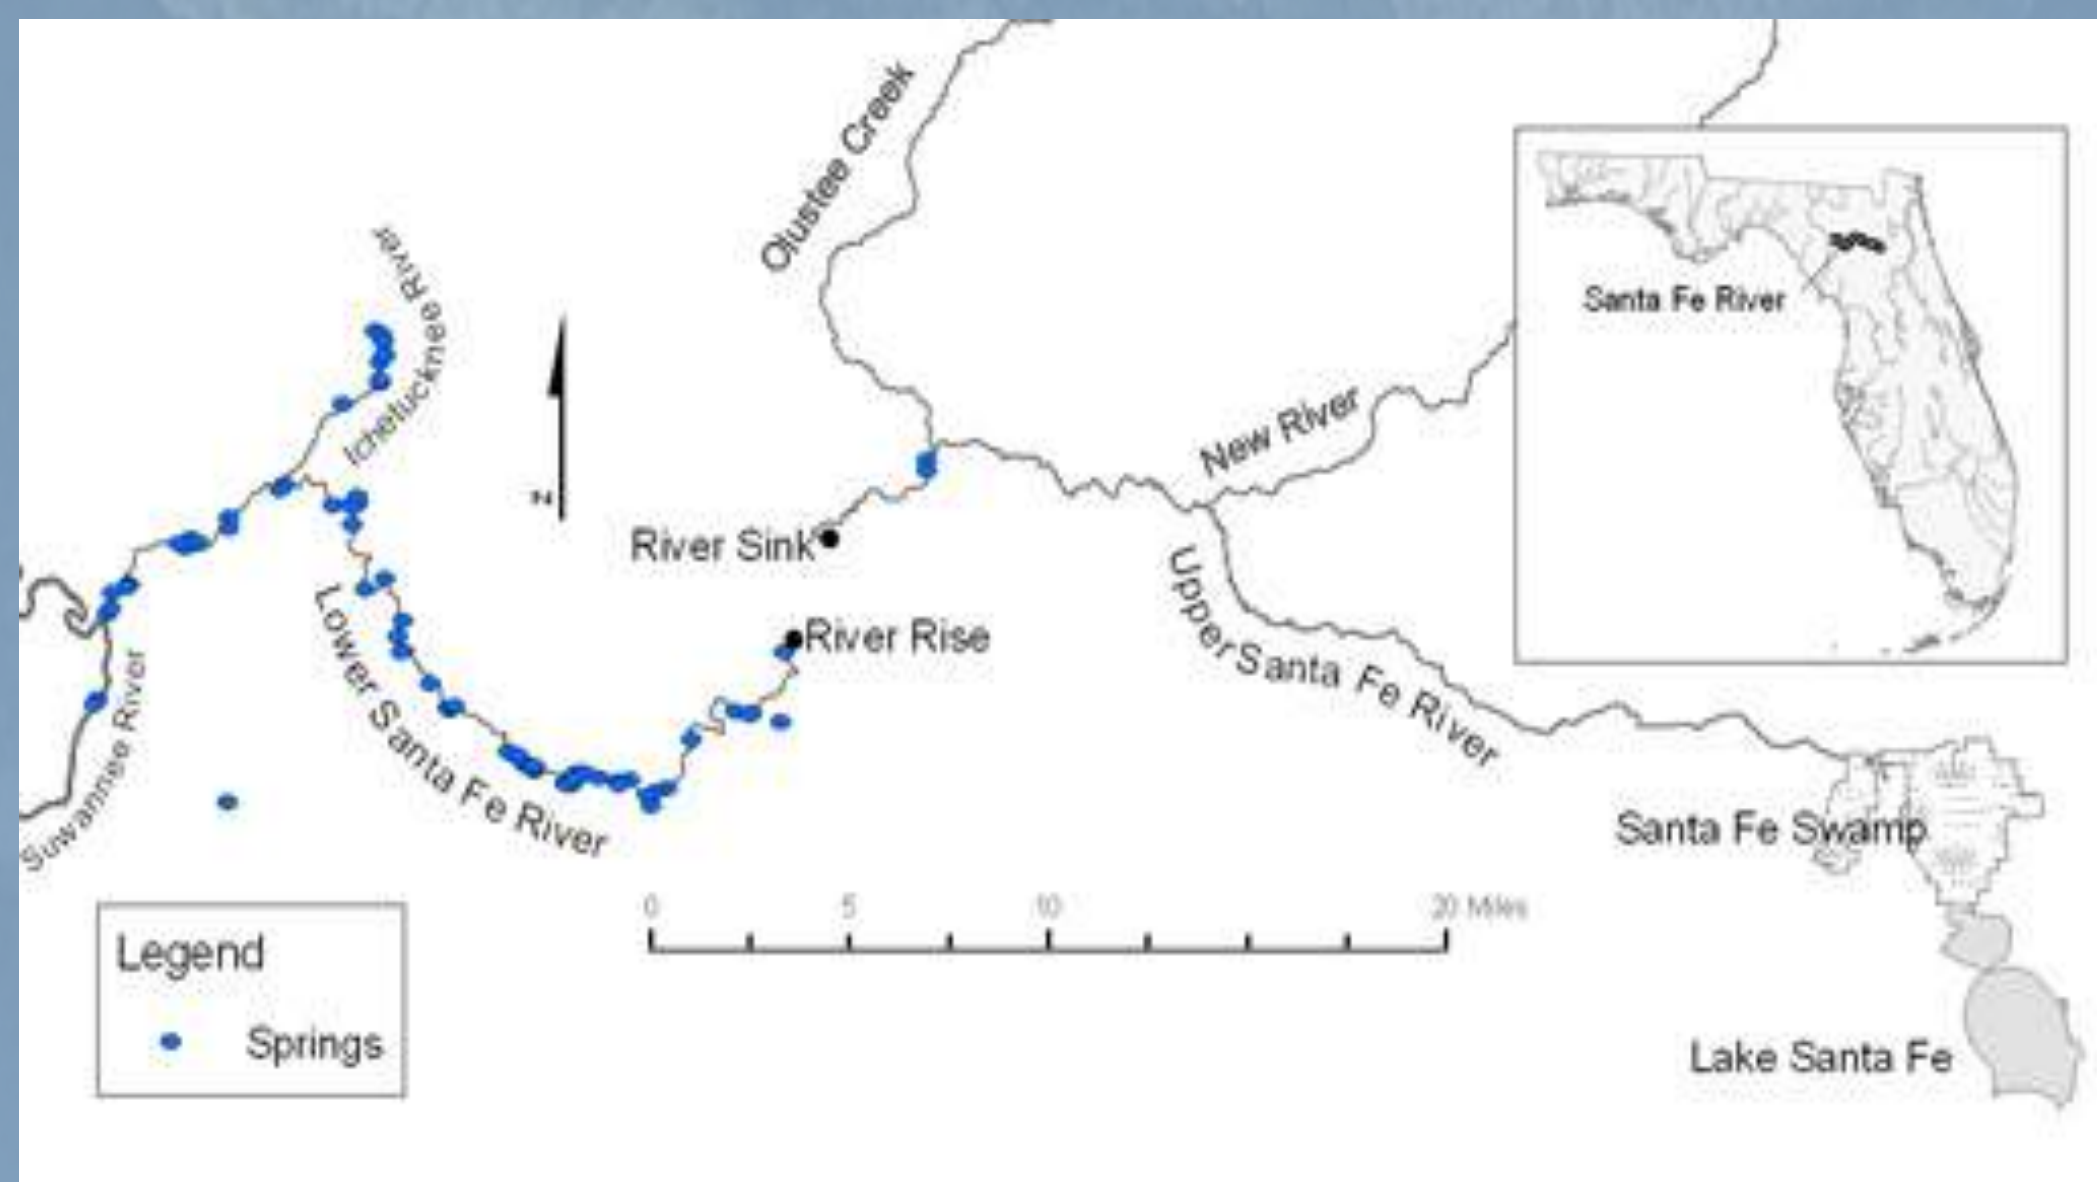 Olustee Creek
Ichetucknee River
Santa Fe River
New River
N
River Sink
River Rise
Upper Santa Fe River
Lower Santa Fe River
Suwannee River
Santa Fe Swamp
0 5 10 20 Miles
Legend
Springs
Lake Santa Fe